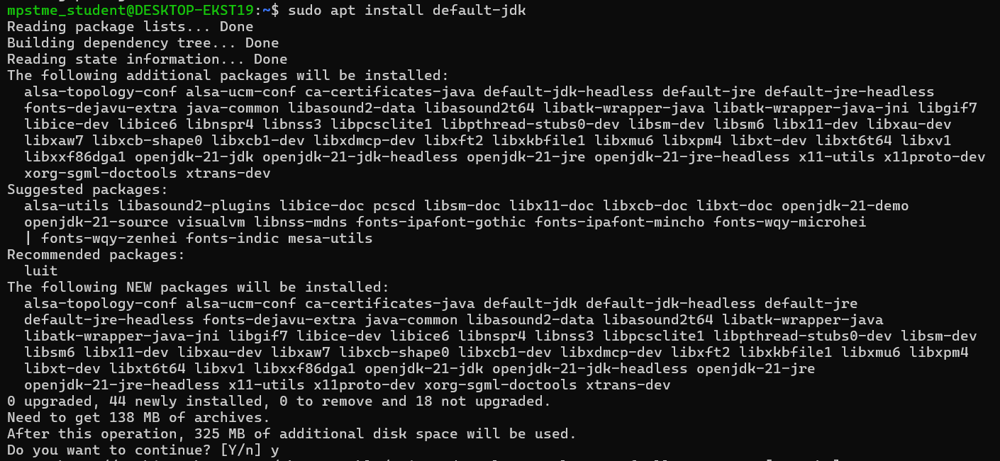 mpstme_student@DESKTOP-EKST19:~$ sudo apt install default-jdk
Reading package lists... Done
Building dependency tree... Done
Reading state information... Done
The following additional packages will be installed:
  alsa-topology-conf alsa-ucm-conf ca-certificates-java default-jdk-headless default-jre default-jre-headless
  fonts-dejavu-extra java-common libasound2-data libasound2t64 libatk-wrapper-java libatk-wrapper-java-jni libgif7
  libice-dev libice6 libnspr4 libnss3 libpcsclite1 libpthread-stubs0-dev libsm-dev libsm6 libx11-dev libxau-dev
  libxaw7 libxcb-shape0 libxcb1-dev libxdmcp-dev libxft2 libxkbfile1 libxmu6 libxpm4 libxt-dev libxt6t64 libxv1
  libxxf86dga1 openjdk-21-jdk openjdk-21-jdk-headless openjdk-21-jre openjdk-21-jre-headless x11-utils x11proto-dev
  xorg-sgml-doctools xtrans-dev
Suggested packages:
  alsa-utils libasound2-plugins libice-doc pcscd libsm-doc libx11-doc libxcb-doc libxt-doc openjdk-21-demo
  openjdk-21-source visualvm libnss-mdns fonts-ipafont-gothic fonts-ipafont-mincho fonts-wqy-microhei
  | fonts-wqy-zenhei fonts-indic mesa-utils
Recommended packages:
  luit
The following NEW packages will be installed:
  alsa-topology-conf alsa-ucm-conf ca-certificates-java default-jdk default-jdk-headless default-jre
  default-jre-headless fonts-dejavu-extra java-common libasound2-data libasound2t64 libatk-wrapper-java
  libatk-wrapper-java-jni libgif7 libice-dev libice6 libnspr4 libnss3 libpcsclite1 libpthread-stubs0-dev libsm-dev
  libsm6 libx11-dev libxau-dev libxaw7 libxcb-shape0 libxcb1-dev libxdmcp-dev libxft2 libxkbfile1 libxmu6 libxpm4
  libxt-dev libxt6t64 libxv1 libxxf86dga1 openjdk-21-jdk openjdk-21-jdk-headless openjdk-21-jre
  openjdk-21-jre-headless x11-utils x11proto-dev xorg-sgml-doctools xtrans-dev
0 upgraded, 44 newly installed, 0 to remove and 18 not upgraded.
Need to get 138 MB of archives.
After this operation, 325 MB of additional disk space will be used.
Do you want to continue? [Y/n] y